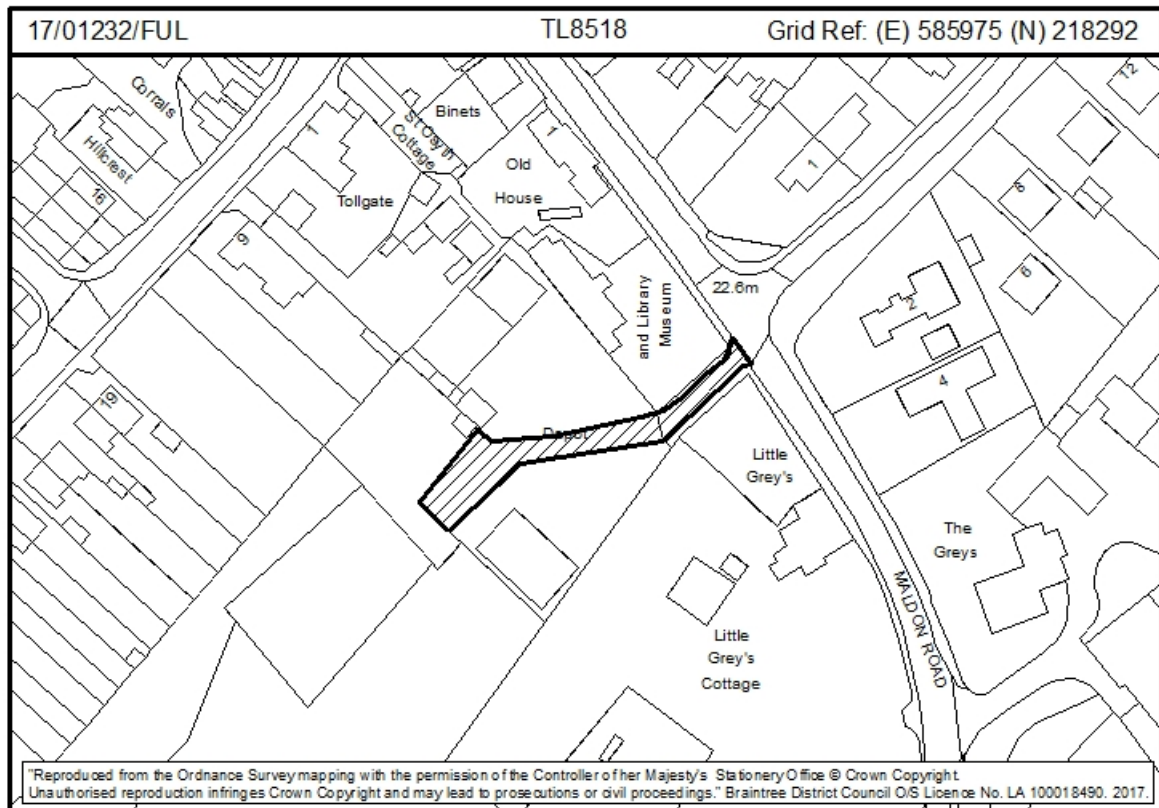 17/01232/FUL TL8518 Grid Ref: (E) 585975 (N) 218292
Corrals
Hillcrest
16
1
St Osyth
Cottage
Binets
Tollgate
Old
House
1
1
12
8
6
9
and Library
Museum
22.6m
2
4
19
Depot
Little
Grey's
The
Greys
Little
Grey's
Cottage
MALDON ROAD
"Reproduced from the Ordnance Survey mapping with the permission of the Controller of her Majesty's Stationery Office © Crown Copyright.
Unauthorised reproduction infringes Crown Copyright and may lead to prosecutions or civil proceedings." Braintree District Council O/S Licence No. LA 100018490. 2017.